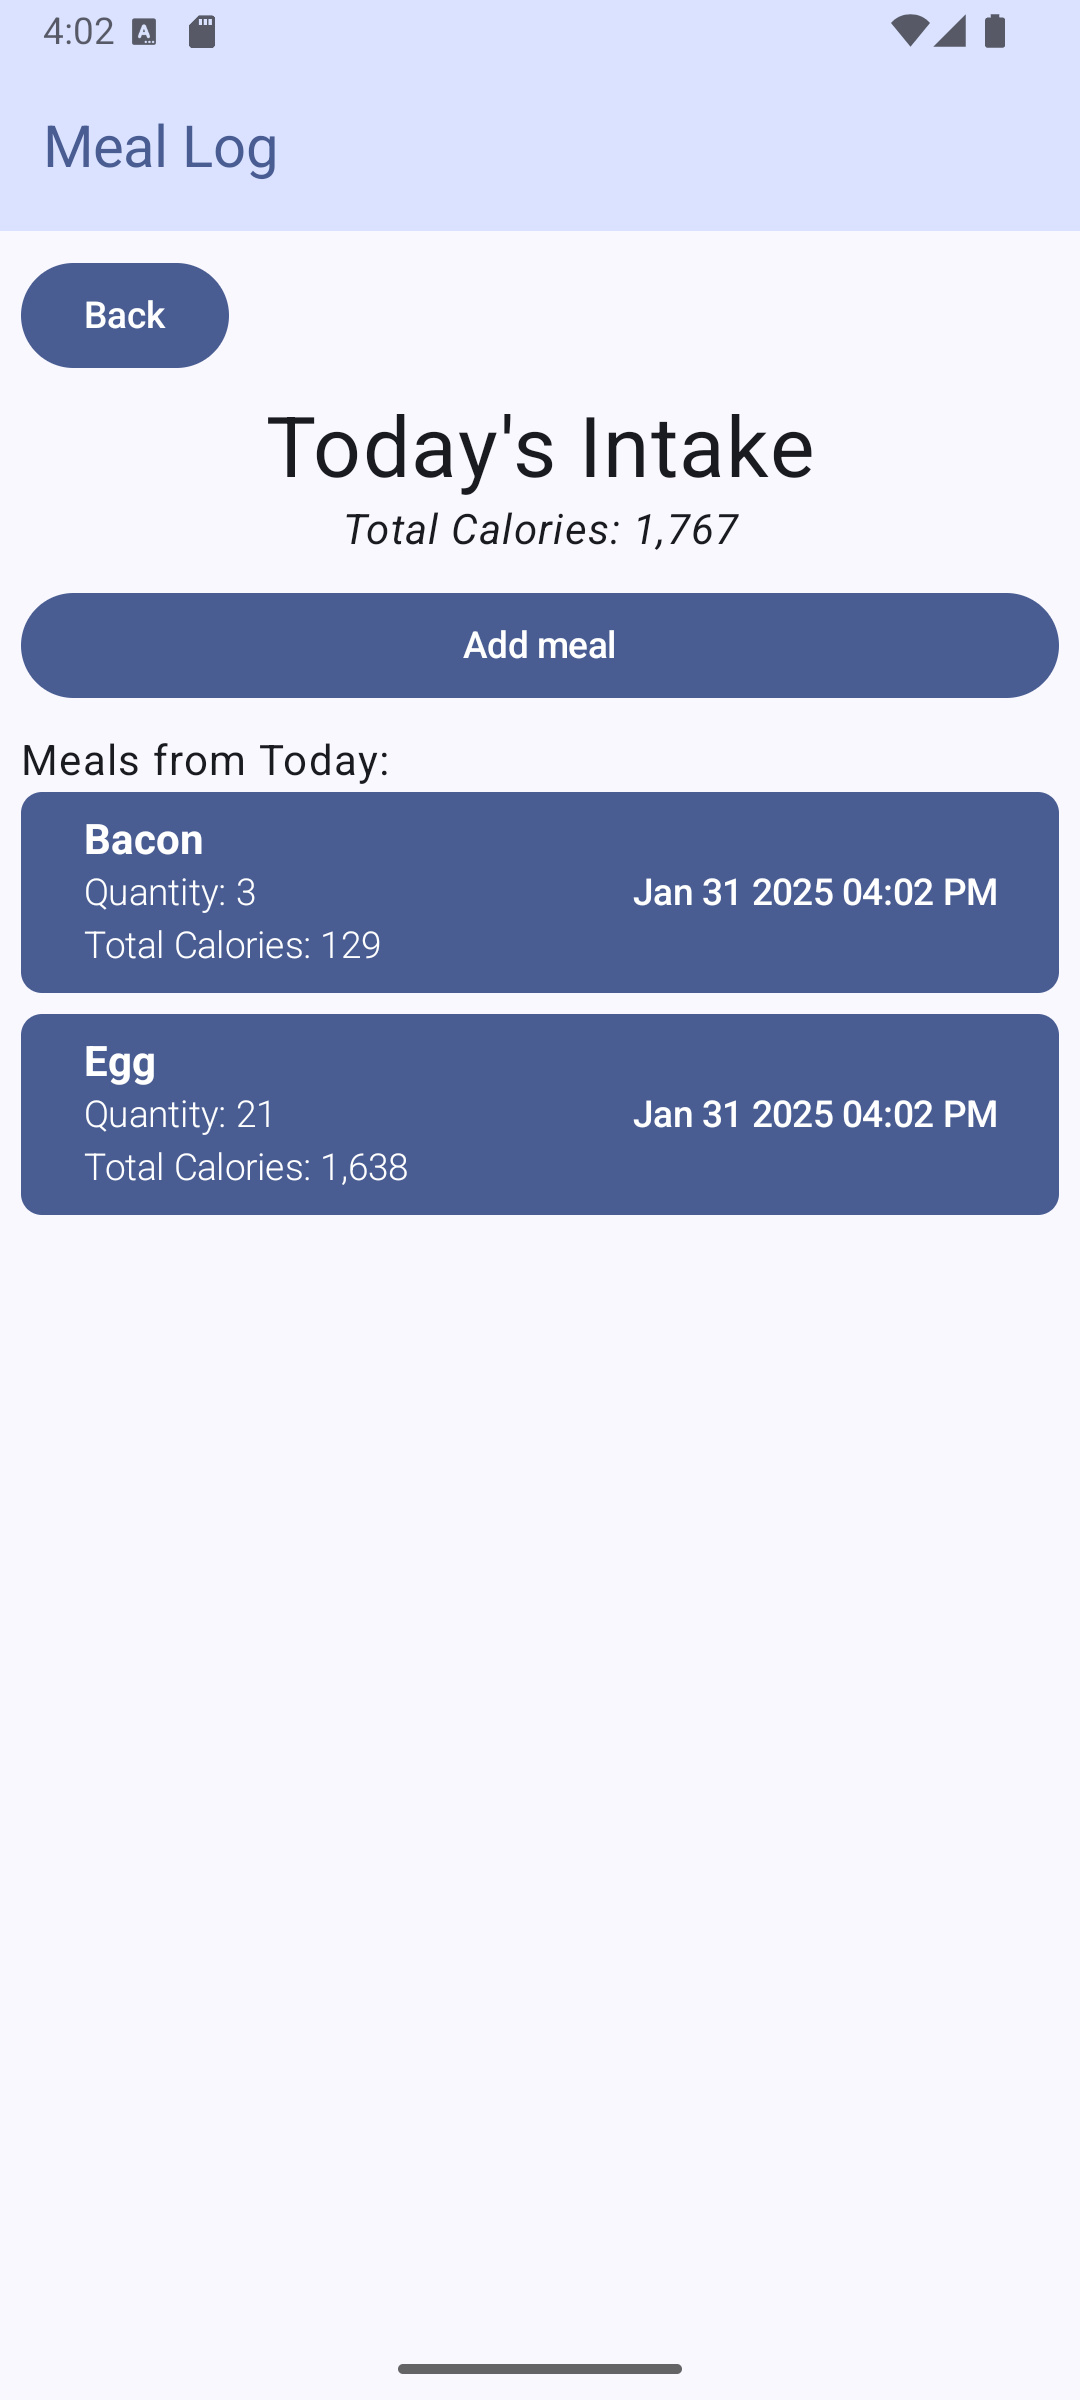 4:02
Meal Log
Back
Today's Intake
Total Calories: 1,767
Add meal
Meals from Today:
Bacon
Quantity: 3
Jan 31 2025 04:02 PM
Total Calories: 129
Egg
Quantity: 21
Jan 31 2025 04:02 PM
Total Calories: 1,638